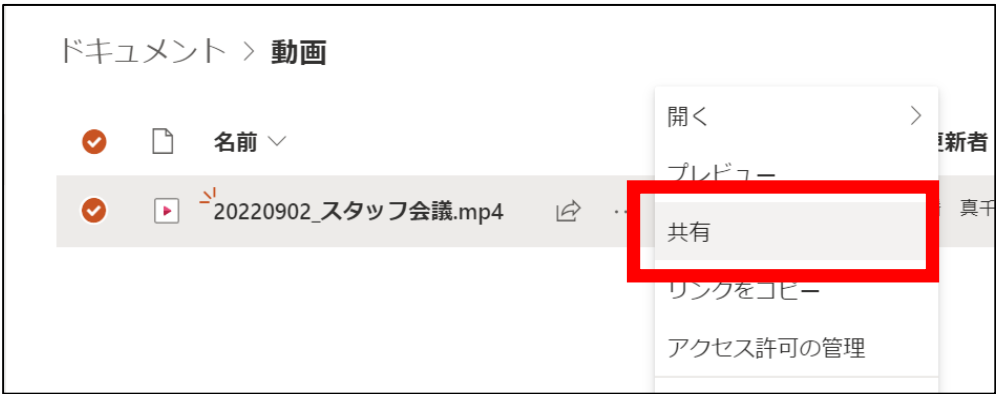 ドキュメント > 動画
名前
開く
プレビュー
共有
リンクをコピー
アクセス許可の管理
更新者
20220902_スタッフ会議.mp4
真千